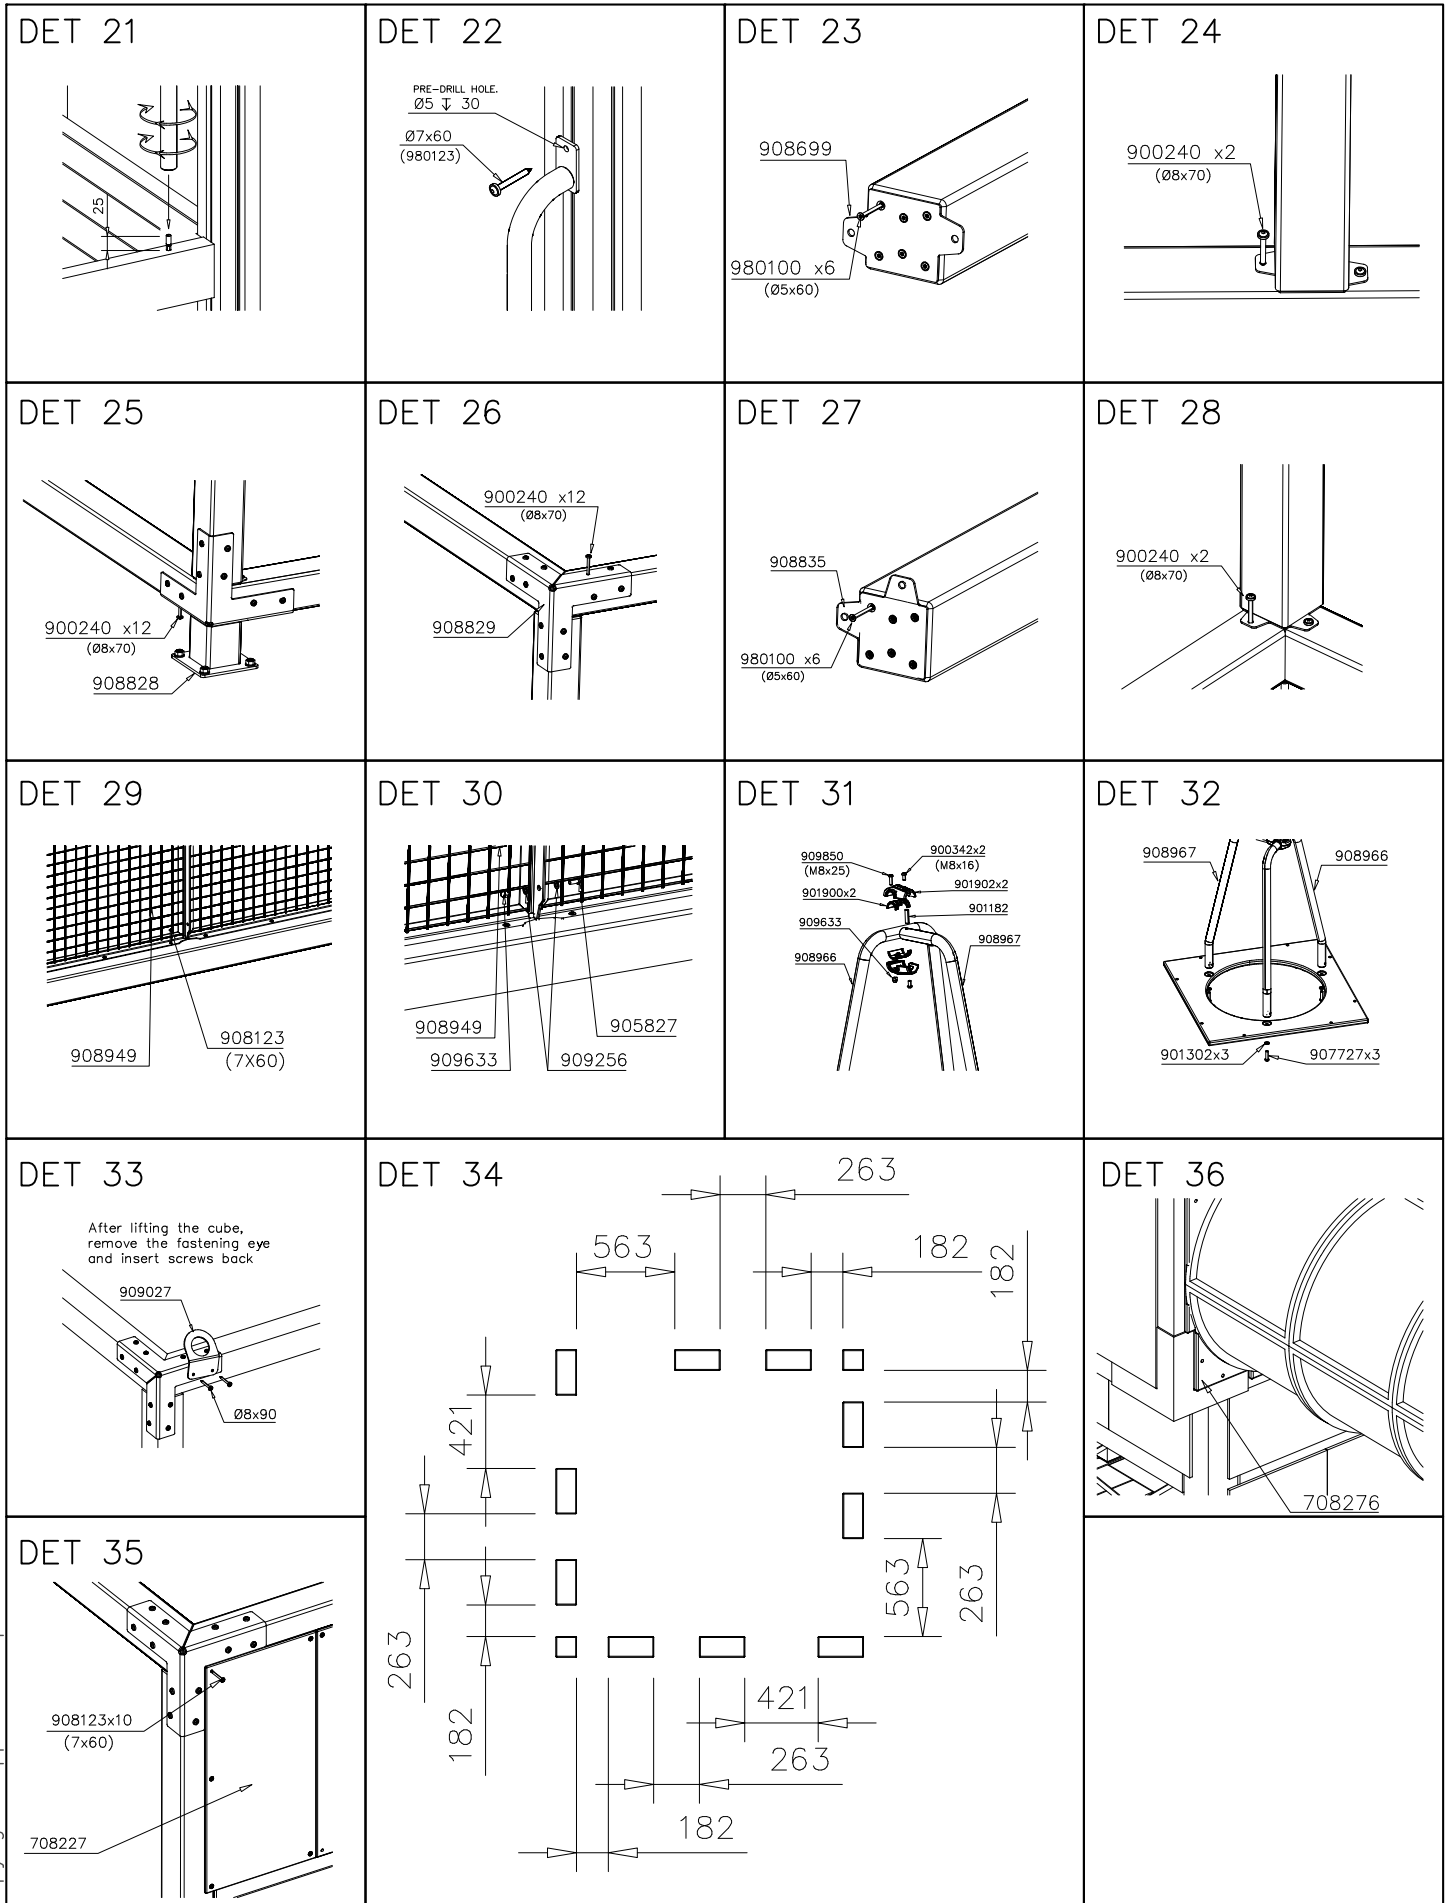 DET 21
25
DET 22
PRE-DRILL HOLE.
Ø5 ↧ 30
Ø7x60
(980123)
DET 23
908699
980100 x6
(Ø5x60)
DET 24
900240 x2
(Ø8x70)
DET 25
900240 x12
(Ø8x70)
908828
DET 26
900240 x12
(Ø8x70)
908829
DET 27
908835
980100 x6
(Ø5x60)
DET 28
900240 x2
(Ø8x70)
DET 29
908949
908123
(7X60)
DET 30
908949
909633
905827
909256
DET 31
909850
(M8x25)
900342x2
(M8x16)
901900x2
901902x2
901182
909633
908966
908967
DET 32
908967
908966
901302x3
907727x3
DET 33
After lifting the cube,
remove the fastening eye
and insert screws back
909027
Ø8x90
DET 34
263
563
182
182
421
263
563
263
263
182
421
263
182
DET 36
708276
DET 35
908123x10
(7x60)
708227